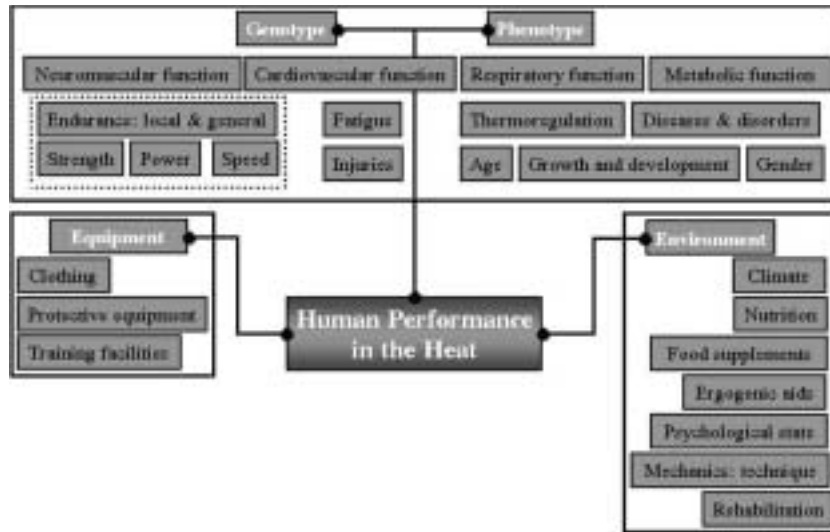 Genotype
Phenotype
Neuromuscular function
Cardiovascular function
Respiratory function
Metabolic function
Endurance: local & general
Fatigue
Thermoregulation
Diseases & disorders
Strength
Power
Speed
Injuries
Age
Growth and development
Gender
Equipment
Environment
Clothing
Climate
Protective equipment
Human Performance
in the Heat
Nutrition
Training facilities
Food supplements
Ergogenic aids
Psychological state
Mechanics: technique
Rehabilitation